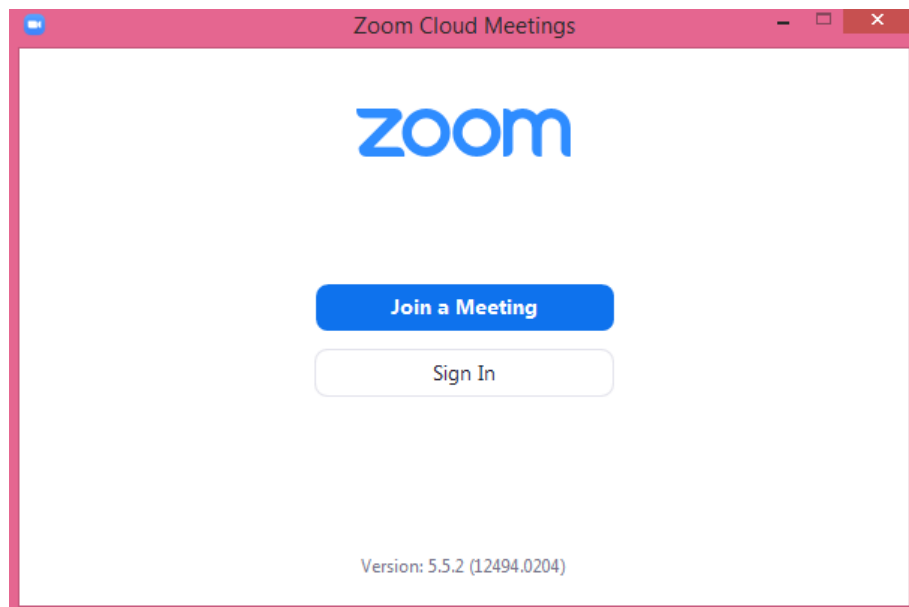 Zoom Cloud Meetings
zoom
Join a Meeting
Sign In
Version: 5.5.2 (12494.0204)